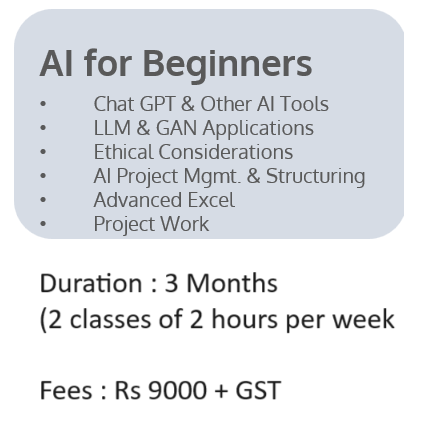 AI for Beginners
• Chat GPT & Other AI Tools
• LLM & GAN Applications
• Ethical Considerations
• AI Project Mgmt. & Structuring
• Advanced Excel
• Project Work
Duration : 3 Months
(2 classes of 2 hours per week
Fees : Rs 9000 + GST